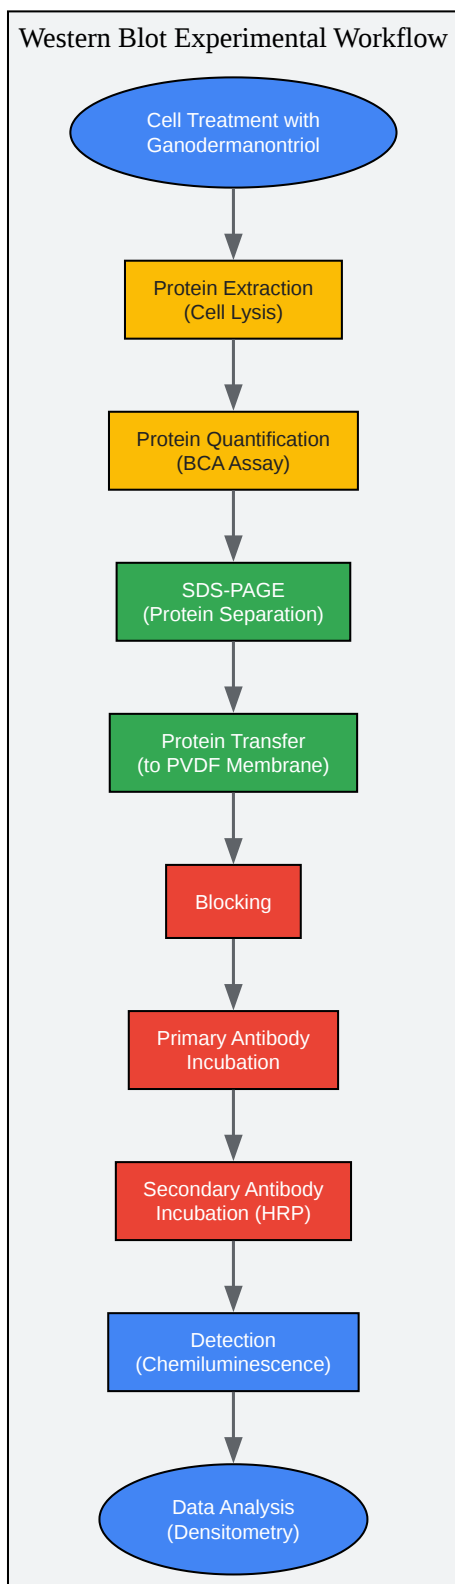 Western Blot Experimental Workflow
Cell Treatment with
Ganodermanontriol
Protein Extraction
(Cell Lysis)
Protein Quantification
(BCA Assay)
SDS-PAGE
(Protein Separation)
Protein Transfer
(to PVDF Membrane)
Blocking
Primary Antibody
Incubation
Secondary Antibody
Incubation (HRP)
Detection
(Chemiluminescence)
Data Analysis
(Densitometry)